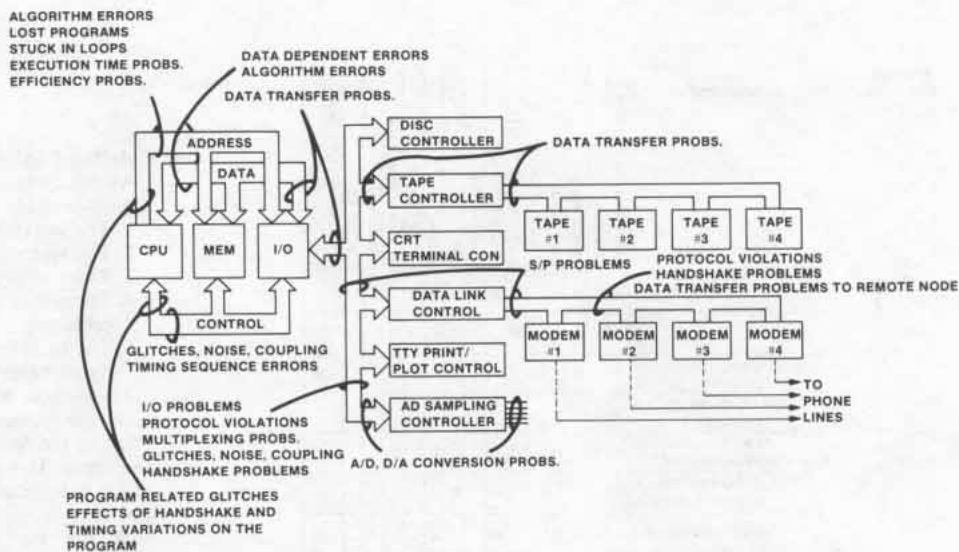 ALGORITHM ERRORS
LOST PROGRAMS
STUCK IN LOOPS
EXECUTION TIME PROBS.
EFFICIENCY PROBS.
DATA DEPENDENT ERRORS
ALGORITHM ERRORS
DATA TRANSFER PROBS.
ADDRESS
DATA
CPU
MEM
I/O
CONTROL
GLITCHES, NOISE, COUPLING
TIMING SEQUENCE ERRORS
DISC
CONTROLLER
TAPE
CONTROLLER
CRT
TERMINAL CON
DATA LINK
CONTROL
TTY PRINT/
PLOT CONTROL
AD SAMPLING
CONTROLLER
DATA TRANSFER PROBS.
TAPE
#1
TAPE
#2
TAPE
#3
TAPE
#4
S/P PROBLEMS
PROTOCOL VIOLATIONS
HANDSHAKE PROBLEMS
DATA TRANSFER PROBLEMS TO REMOTE NODE
MODEM
#1
MODEM
#2
MODEM
#3
MODEM
#4
TO
PHONE
LINES
I/O PROBLEMS
PROTOCOL VIOLATIONS
MULTIPLEXING PROBS.
GLITCHES, NOISE, COUPLING
HANDSHAKE PROBLEMS
A/D, D/A CONVERSION PROBS.
PROGRAM RELATED GLITCHES
EFFECTS OF HANDSHAKE AND
TIMING VARIATIONS ON THE
PROGRAM